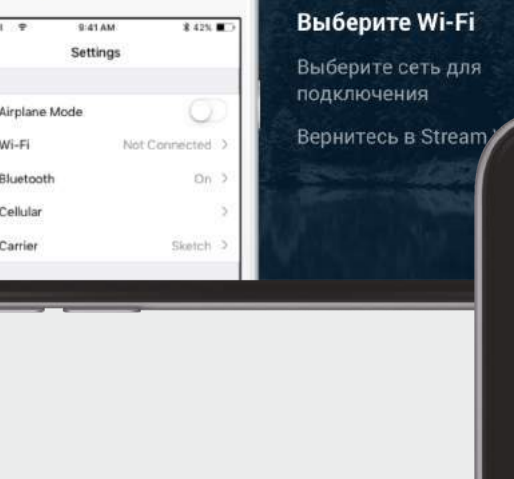 9:41 AM
42%
Settings
Airplane Mode
Wi-Fi
Not Connected
Bluetooth
On
Cellular
Carrier
Sketch
Выберите Wi-Fi
Выберите сеть для
подключения
Вернитесь в Stream